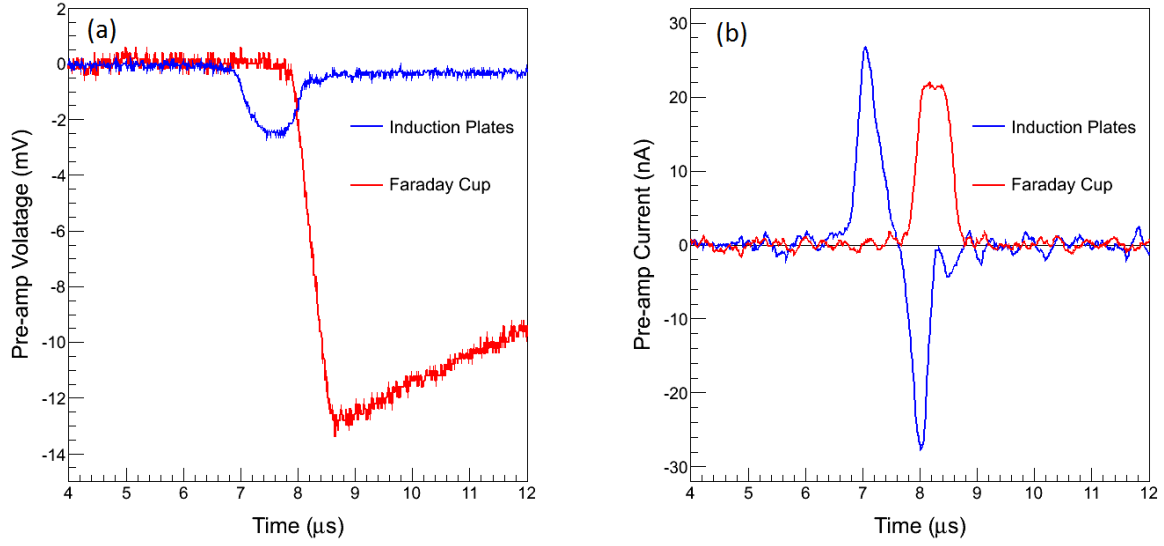 (a)
Pre-amp Volatage (mV)
2
0
-2
-4
-6
-8
-10
-12
-14
Induction Plates
Faraday Cup
4 5 6 7 8 9 10 11 12
Time (μs)
(b)
Pre-amp Current (nA)
30
20
10
0
-10
-20
-30
Induction Plates
Faraday Cup
4 5 6 7 8 9 10 11 12
Time (μs)